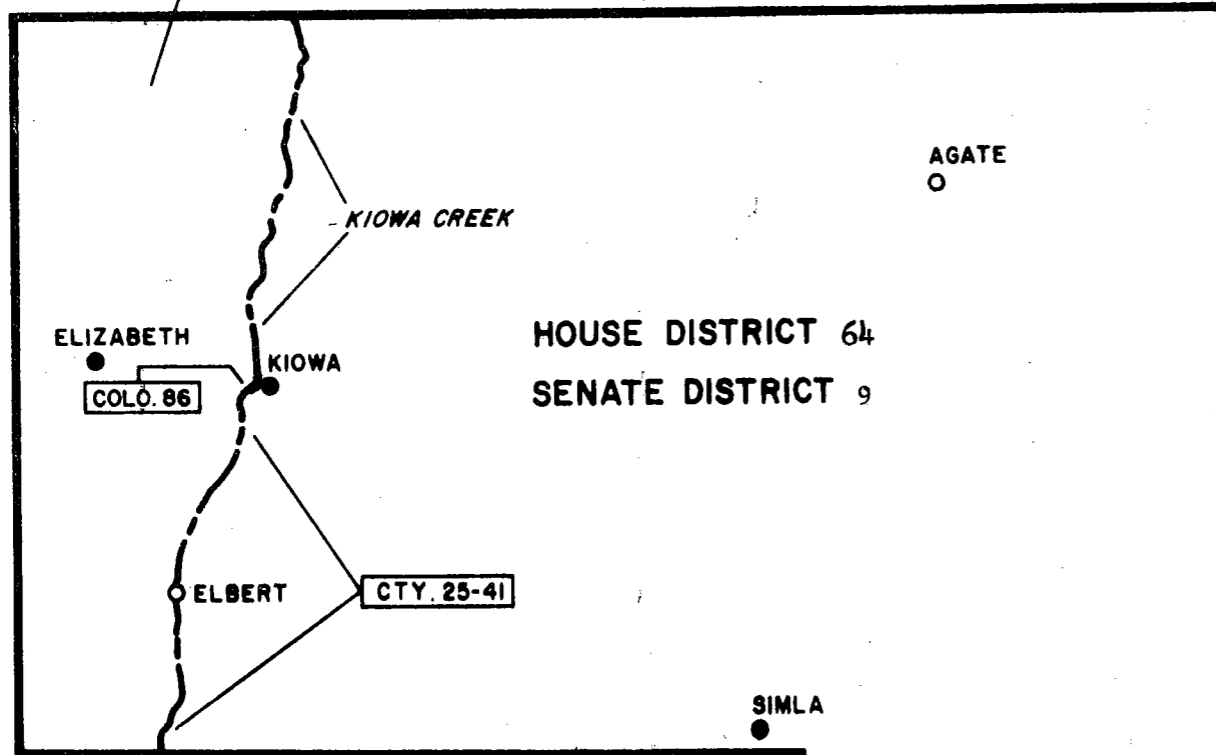 AGATE
KIOWA CREEK
HOUSE DISTRICT 64
ELIZABETH
KIOWA
COLO. 86
SENATE DISTRICT 9
ELBERT
CTY. 25-41
SIMLA